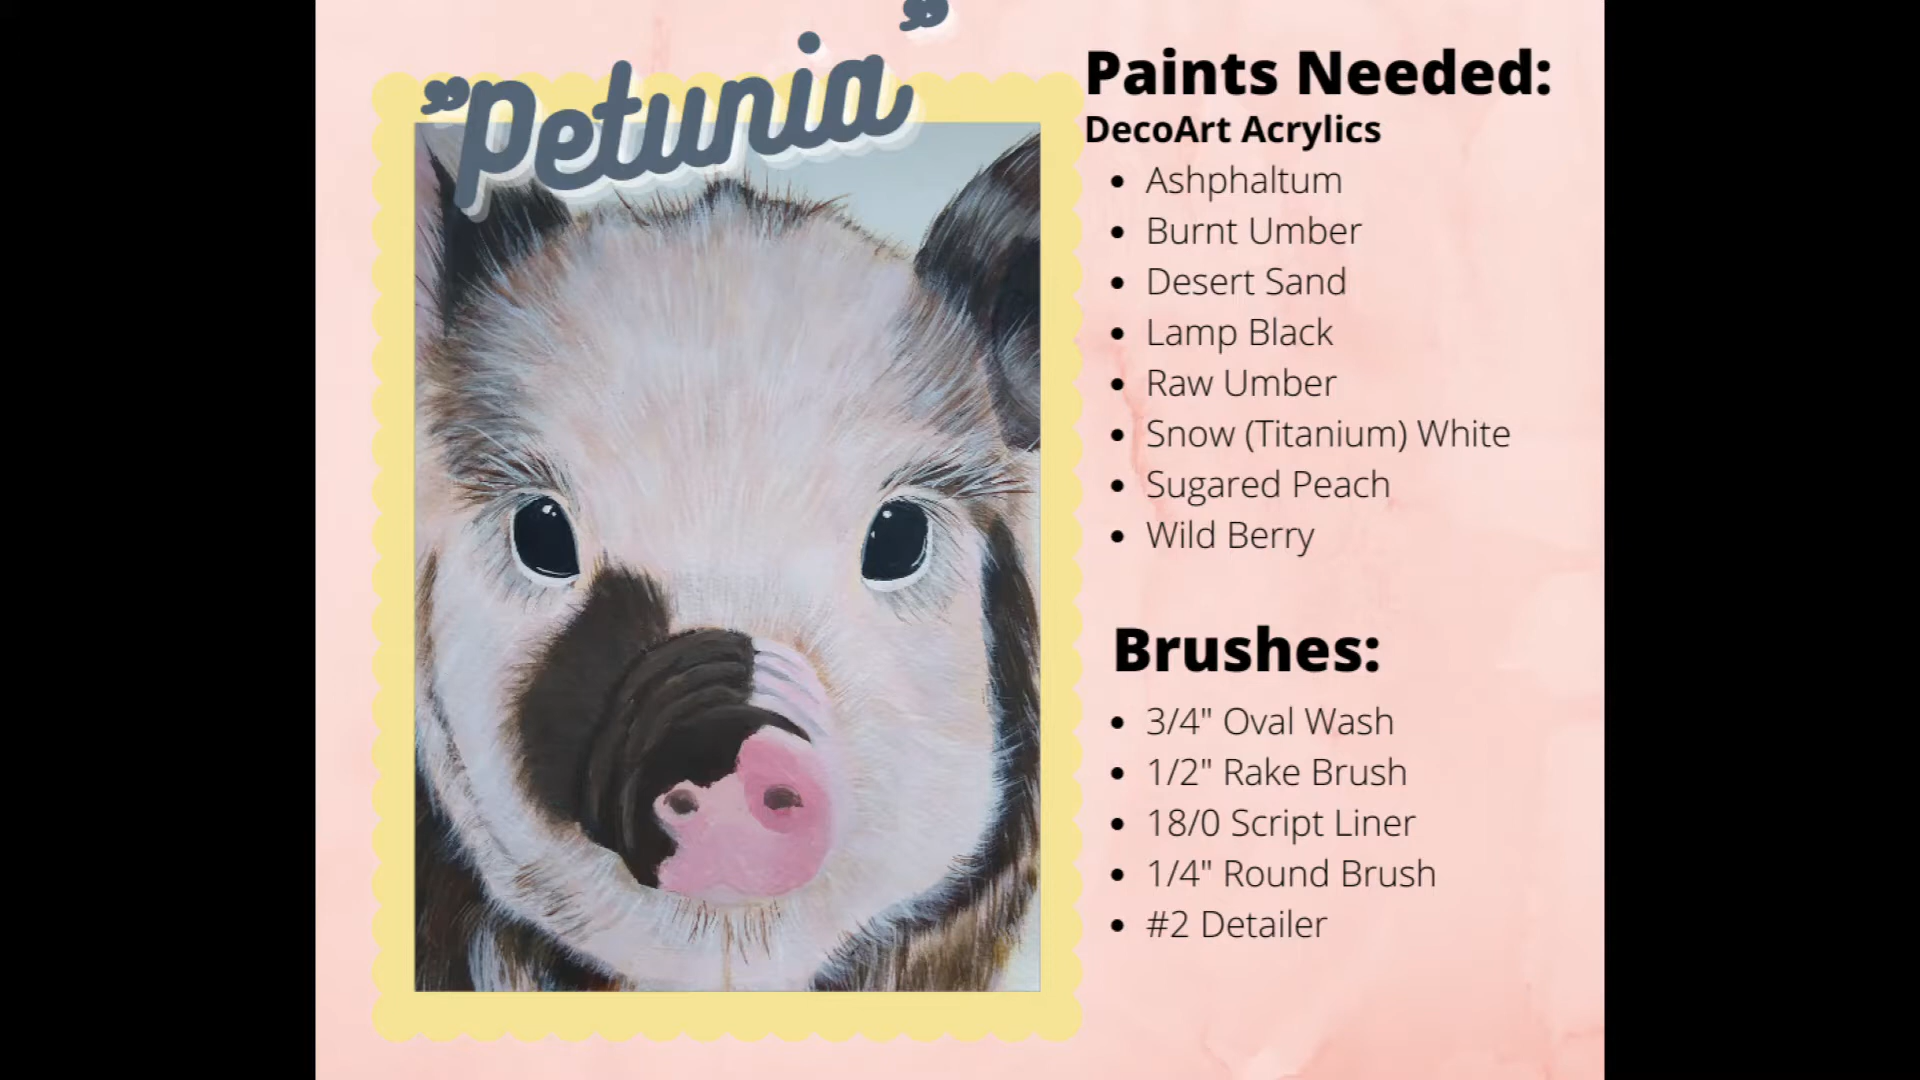 "Petunia"
Paints Needed:
DecoArt Acrylics
• Ashphaltum
• Burnt Umber
• Desert Sand
• Lamp Black
• Raw Umber
• Snow (Titanium) White
• Sugared Peach
• Wild Berry
Brushes:
• 3/4" Oval Wash
• 1/2" Rake Brush
• 18/0 Script Liner
• 1/4" Round Brush
• #2 Detailer